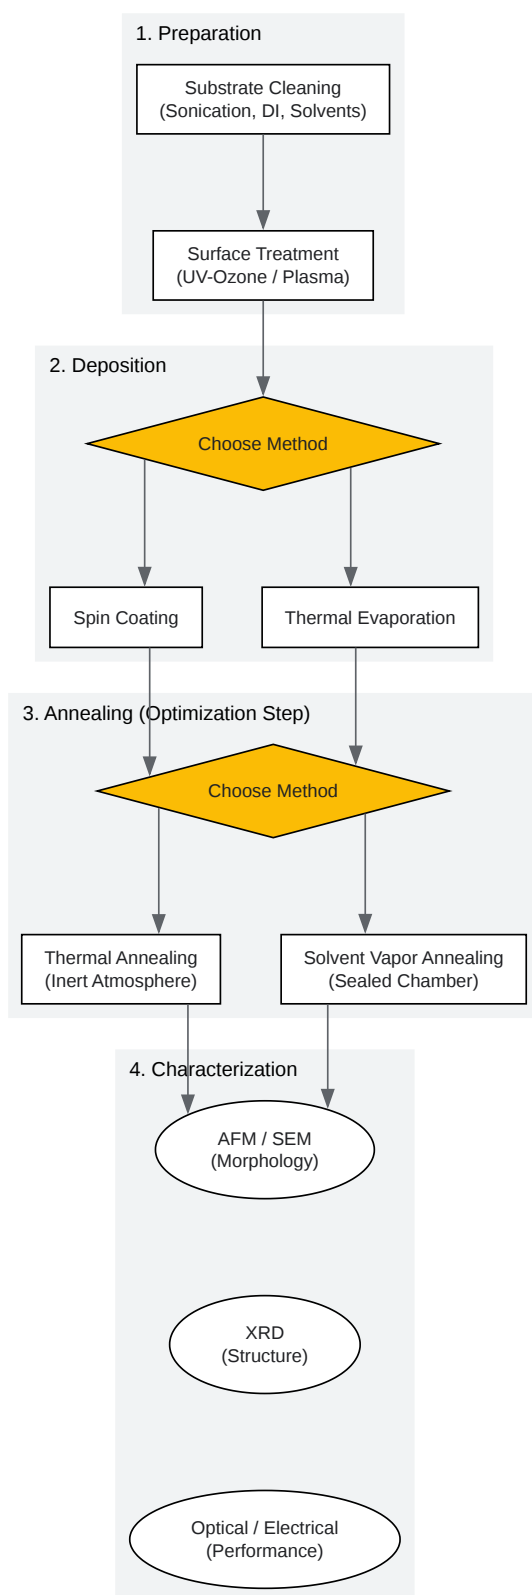 1. Preparation
Substrate Cleaning
(Sonication, DI, Solvents)
Surface Treatment
(UV-Ozone / Plasma)
2. Deposition
Choose Method
Spin Coating
Thermal Evaporation
3. Annealing (Optimization Step)
Choose Method
Thermal Annealing
(Inert Atmosphere)
Solvent Vapor Annealing
(Sealed Chamber)
4. Characterization
AFM / SEM
(Morphology)
XRD
(Structure)
Optical / Electrical
(Performance)